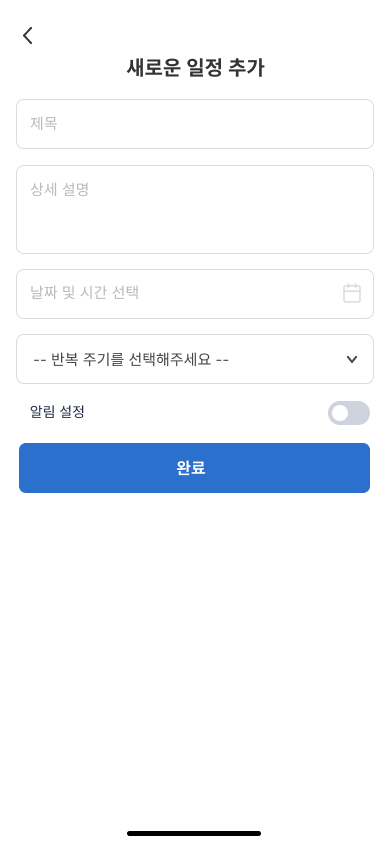 새로운 일정 추가
제목
상세 설명
날짜 및 시간 선택
-- 반복 주기를 선택해주세요 --
알림 설정
완료